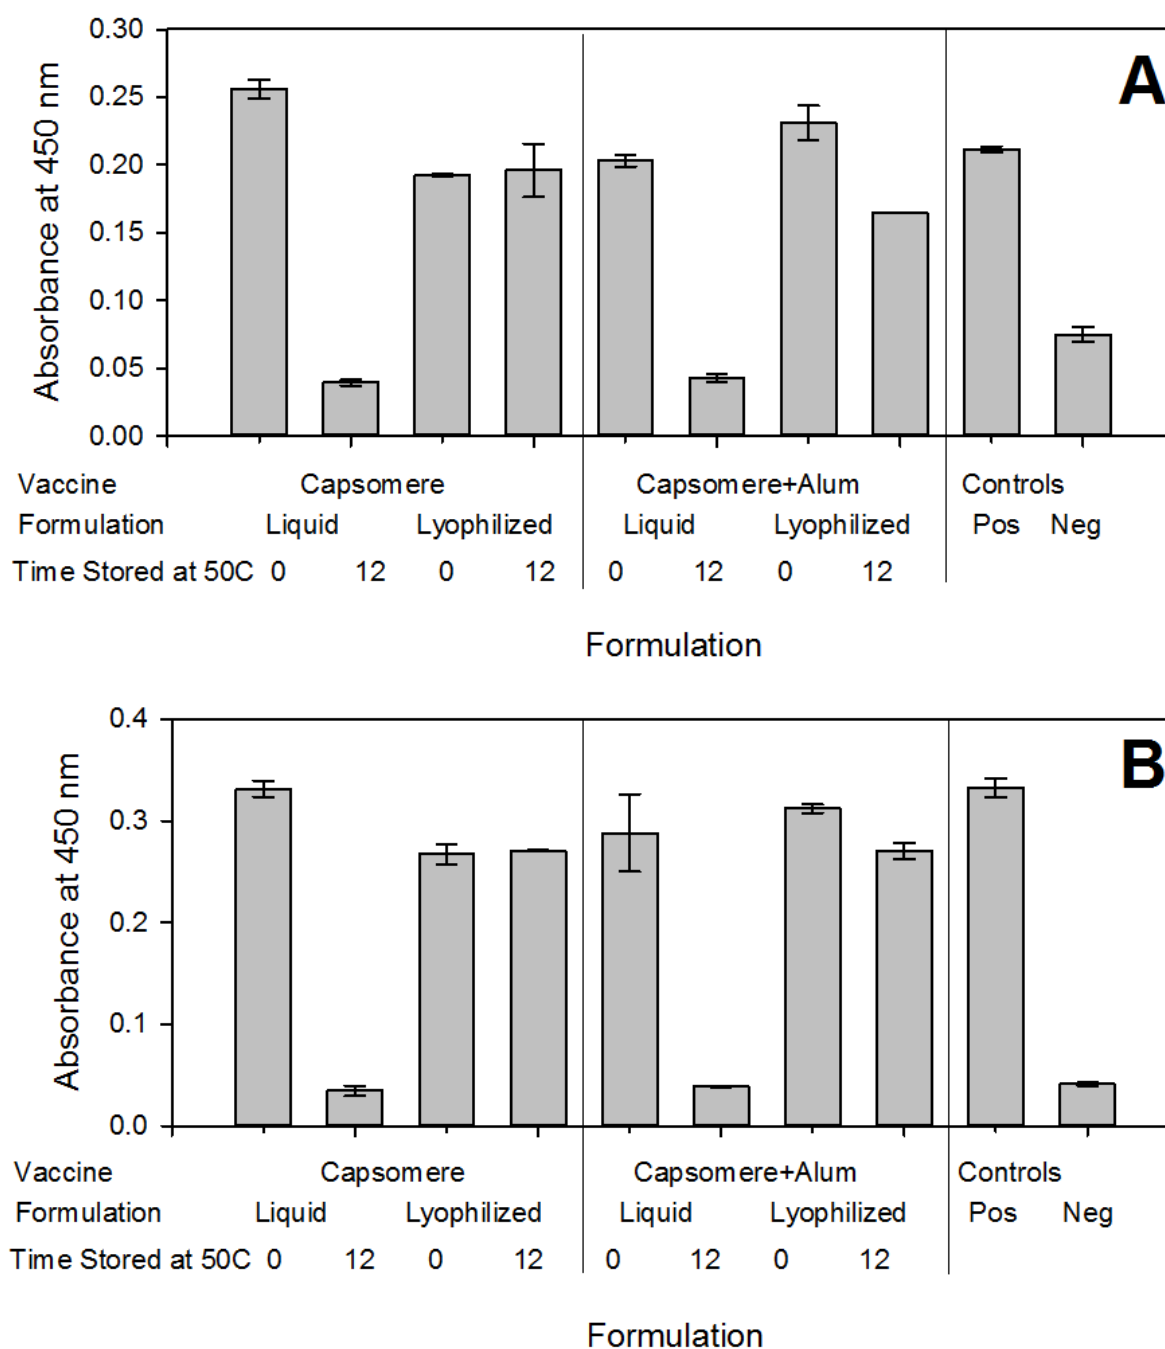 A
Absorbance at 450 nm
0.30
0.25
0.20
0.15
0.10
0.05
0.00
Vaccine Capsomere Capsomere+Alum Controls
Formulation Liquid Lyophilized Liquid Lyophilized Pos Neg
Time Stored at 50C 0 12 0 12 0 12 0 12
Formulation
B
Absorbance at 450 nm
0.4
0.3
0.2
0.1
0.0
Vaccine Capsomere Capsomere+Alum Controls
Formulation Liquid Lyophilized Liquid Lyophilized Pos Neg
Time Stored at 50C 0 12 0 12 0 12 0 12
Formulation